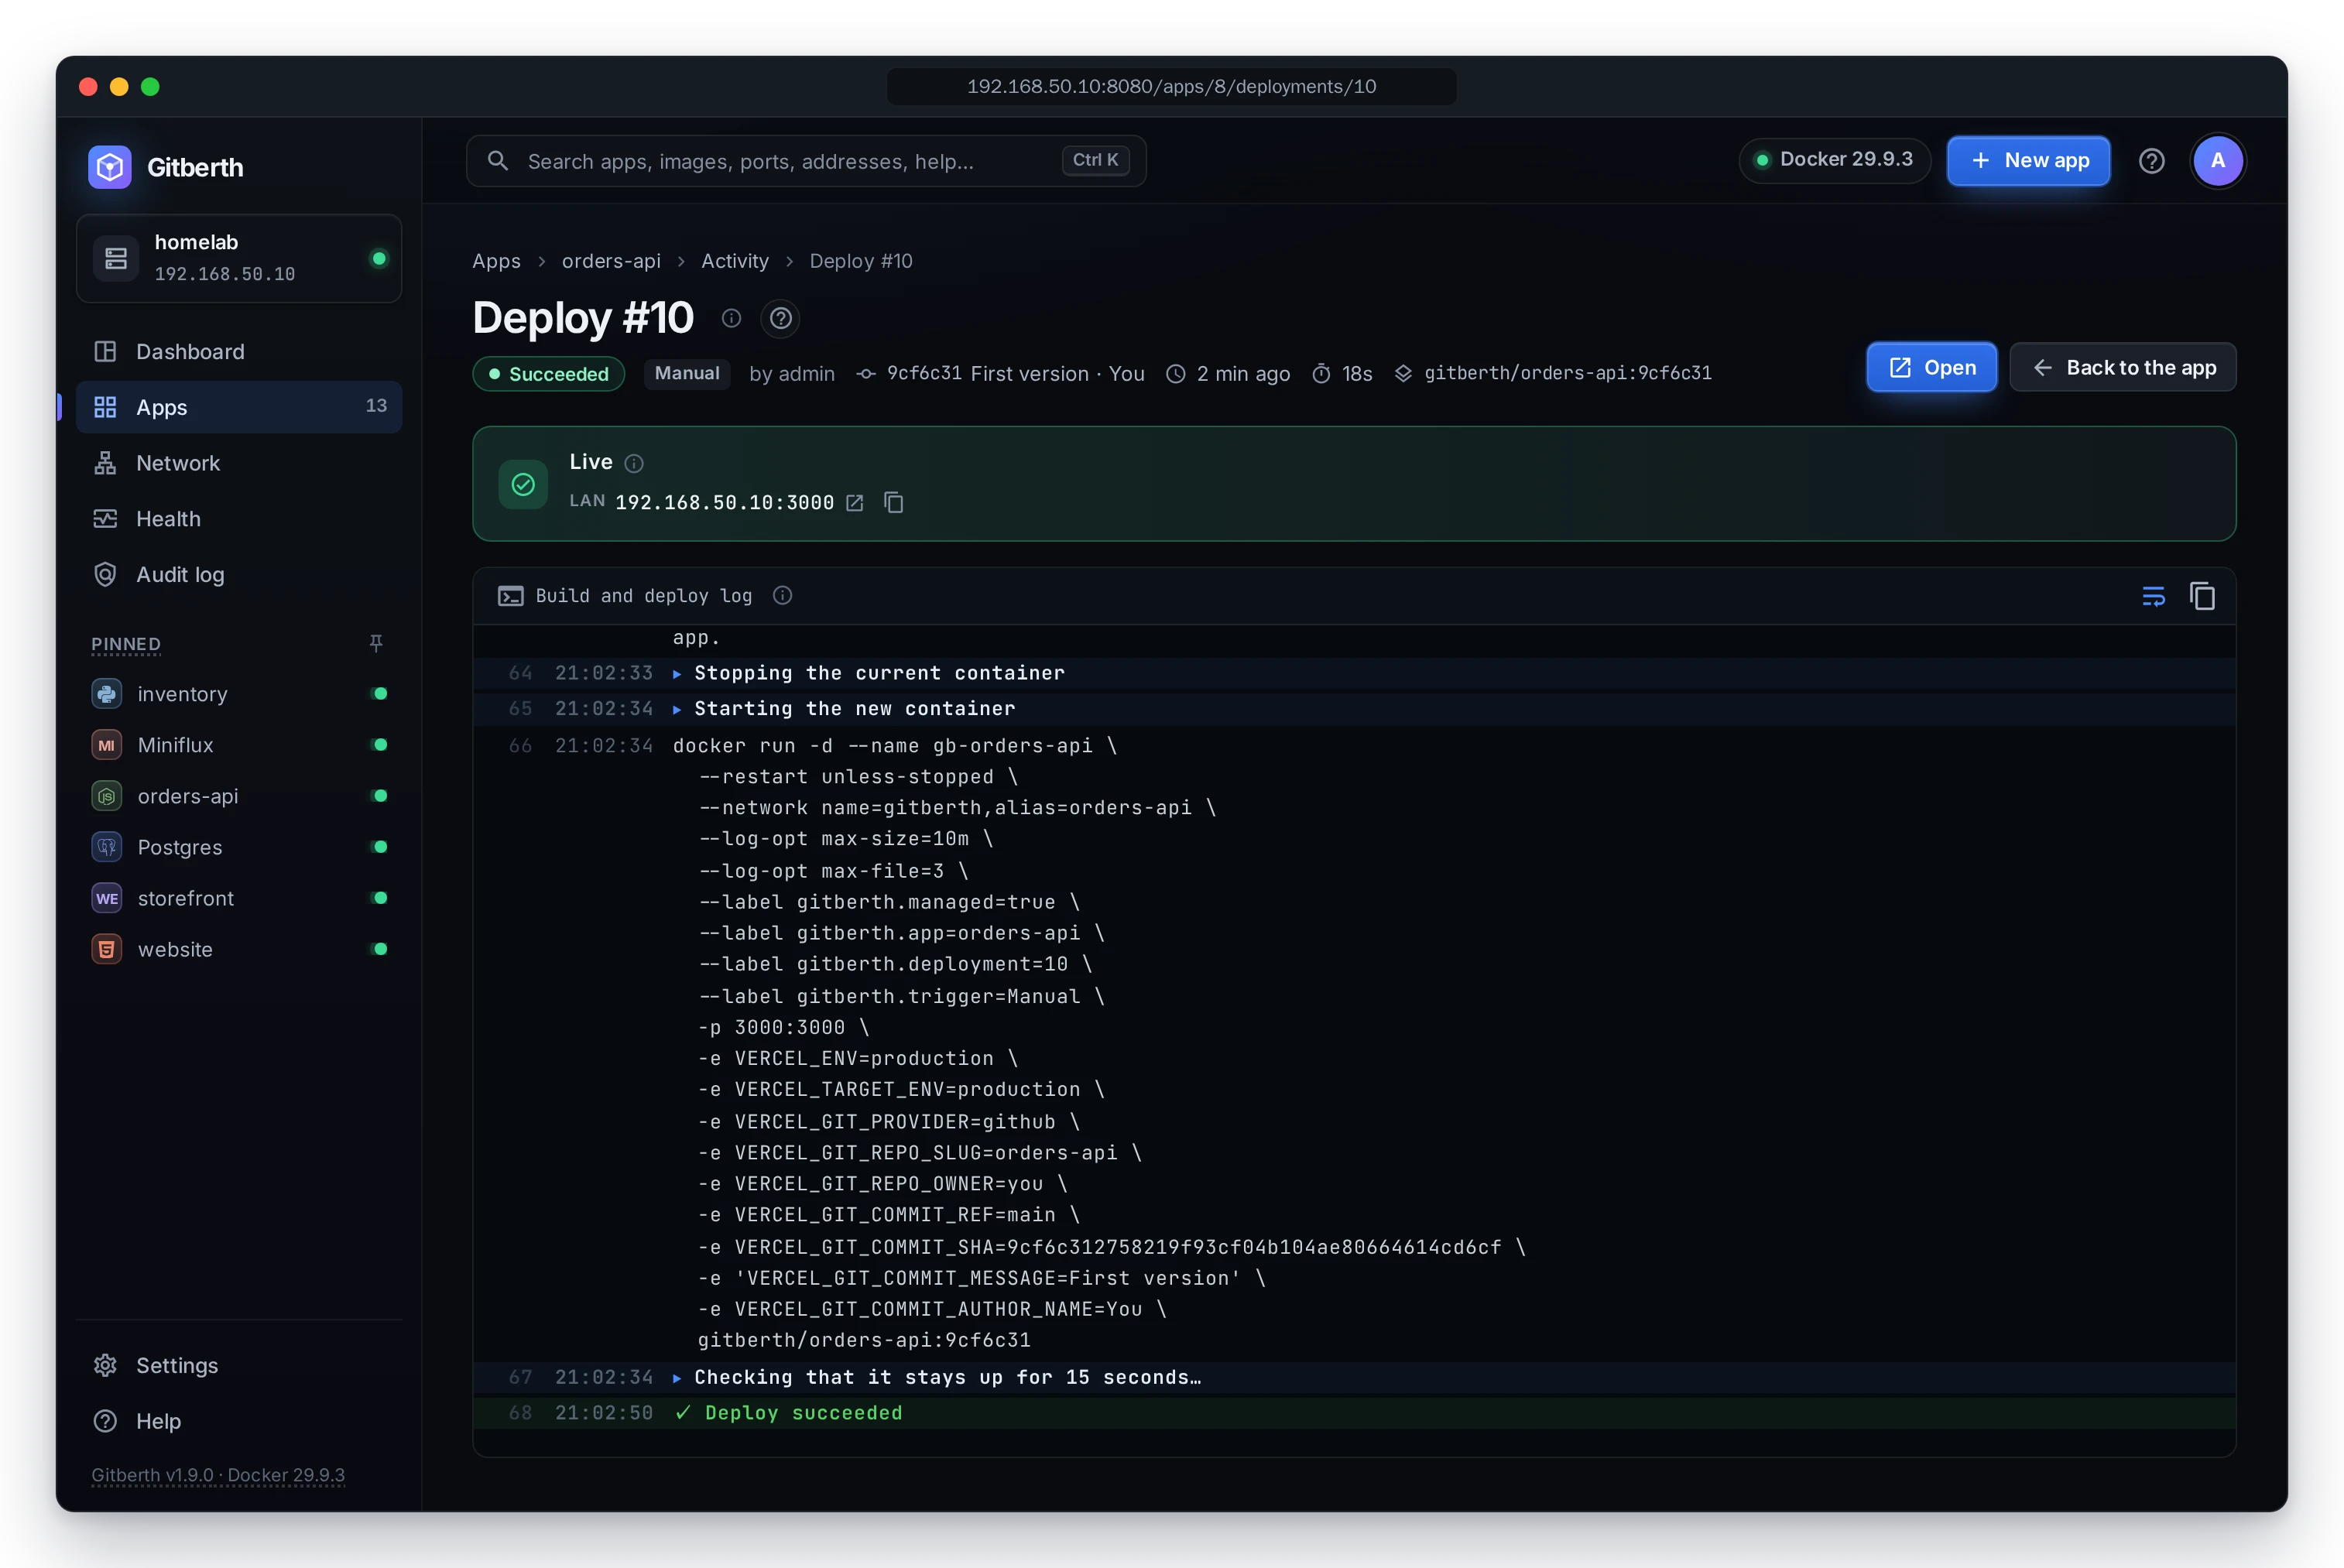 192.168.50.10:8080/apps/8/deployments/10
Gitberth
Search apps, images, ports, addresses, help...
Ctrl K
Docker 29.9.3
New app
A
homelab
192.168.50.10
Dashboard
Apps 13
Network
Health
Audit log
PINNED
inventory
MI Miniflux
orders-api
Postgres
WE storefront
website
Settings
Help
Gitberth v1.9.0 · Docker 29.9.3
Apps > orders-api > Activity > Deploy #10
Deploy #10
Succeeded Manual by admin 9cf6c31 First version · You 2 min ago 18s gitberth/orders-api:9cf6c31
Open
Back to the app
Live
LAN 192.168.50.10:3000
Build and deploy log
app.
64 21:02:33 ▸ Stopping the current container
65 21:02:34 ▸ Starting the new container
66 21:02:34 docker run -d --name gb-orders-api \
--restart unless-stopped \
--network name=gitberth,alias=orders-api \
--log-opt max-size=10m \
--log-opt max-file=3 \
--label gitberth.managed=true \
--label gitberth.app=orders-api \
--label gitberth.deployment=10 \
--label gitberth.trigger=Manual \
-p 3000:3000 \
-e VERCEL_ENV=production \
-e VERCEL_TARGET_ENV=production \
-e VERCEL_GIT_PROVIDER=github \
-e VERCEL_GIT_REPO_SLUG=orders-api \
-e VERCEL_GIT_REPO_OWNER=you \
-e VERCEL_GIT_COMMIT_REF=main \
-e VERCEL_GIT_COMMIT_SHA=9cf6c312758219f93cf04b104ae80664614cd6cf \
-e 'VERCEL_GIT_COMMIT_MESSAGE=First version' \
-e VERCEL_GIT_COMMIT_AUTHOR_NAME=You \
gitberth/orders-api:9cf6c31
67 21:02:34 ▸ Checking that it stays up for 15 seconds…
68 21:02:50 ✓ Deploy succeeded